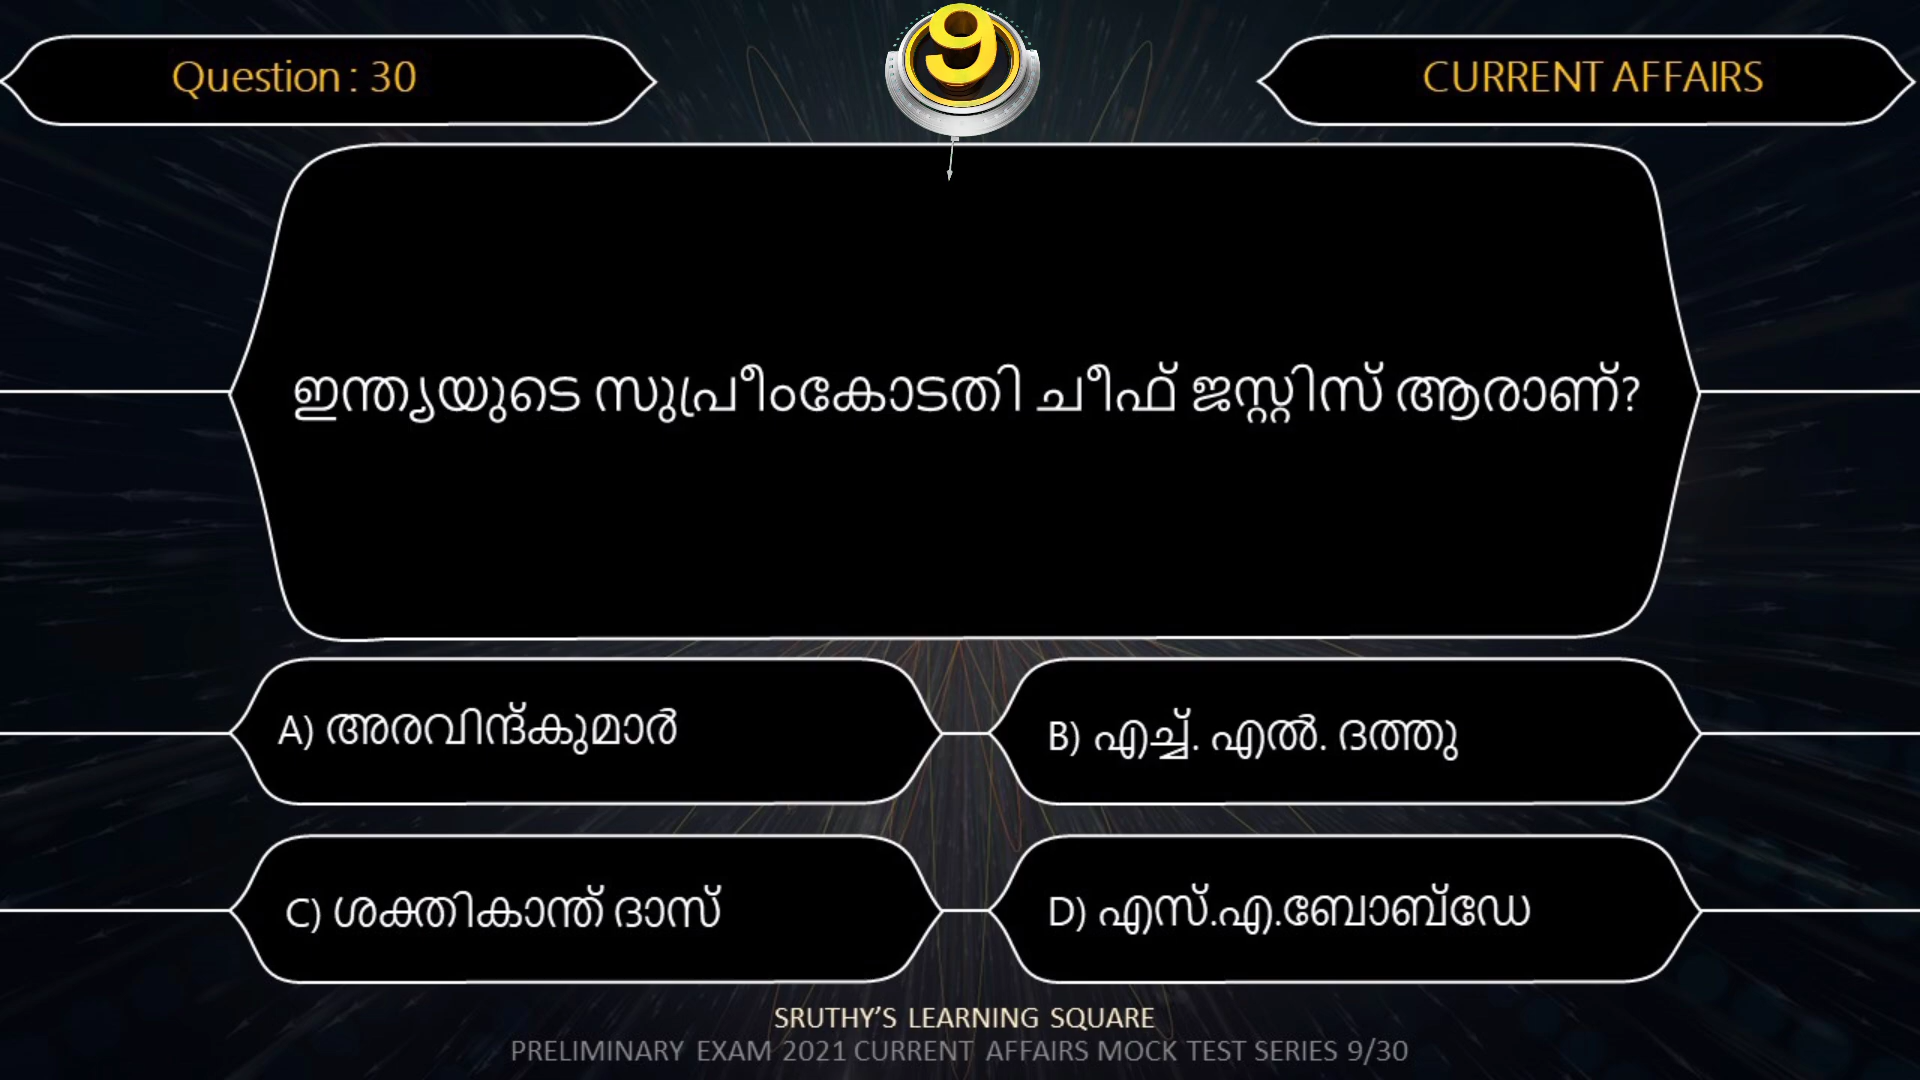 Question : 30
9
CURRENT AFFAIRS
ഇന്ത്യയുടെ സുപ്രീംകോടതി ചീഫ് ജസ്റ്റിസ് ആരാണ്?
A) അരവിന്ദ്കുമാർ
B) എച്ച്. എൽ. ദത്തു
C) ശക്തികാന്ത് ദാസ്
D) എസ്.എ.ബോബ്ഡേ
SRUTHY’S LEARNING SQUARE
PRELIMINARY EXAM 2021 CURRENT AFFAIRS MOCK TEST SERIES 9/30